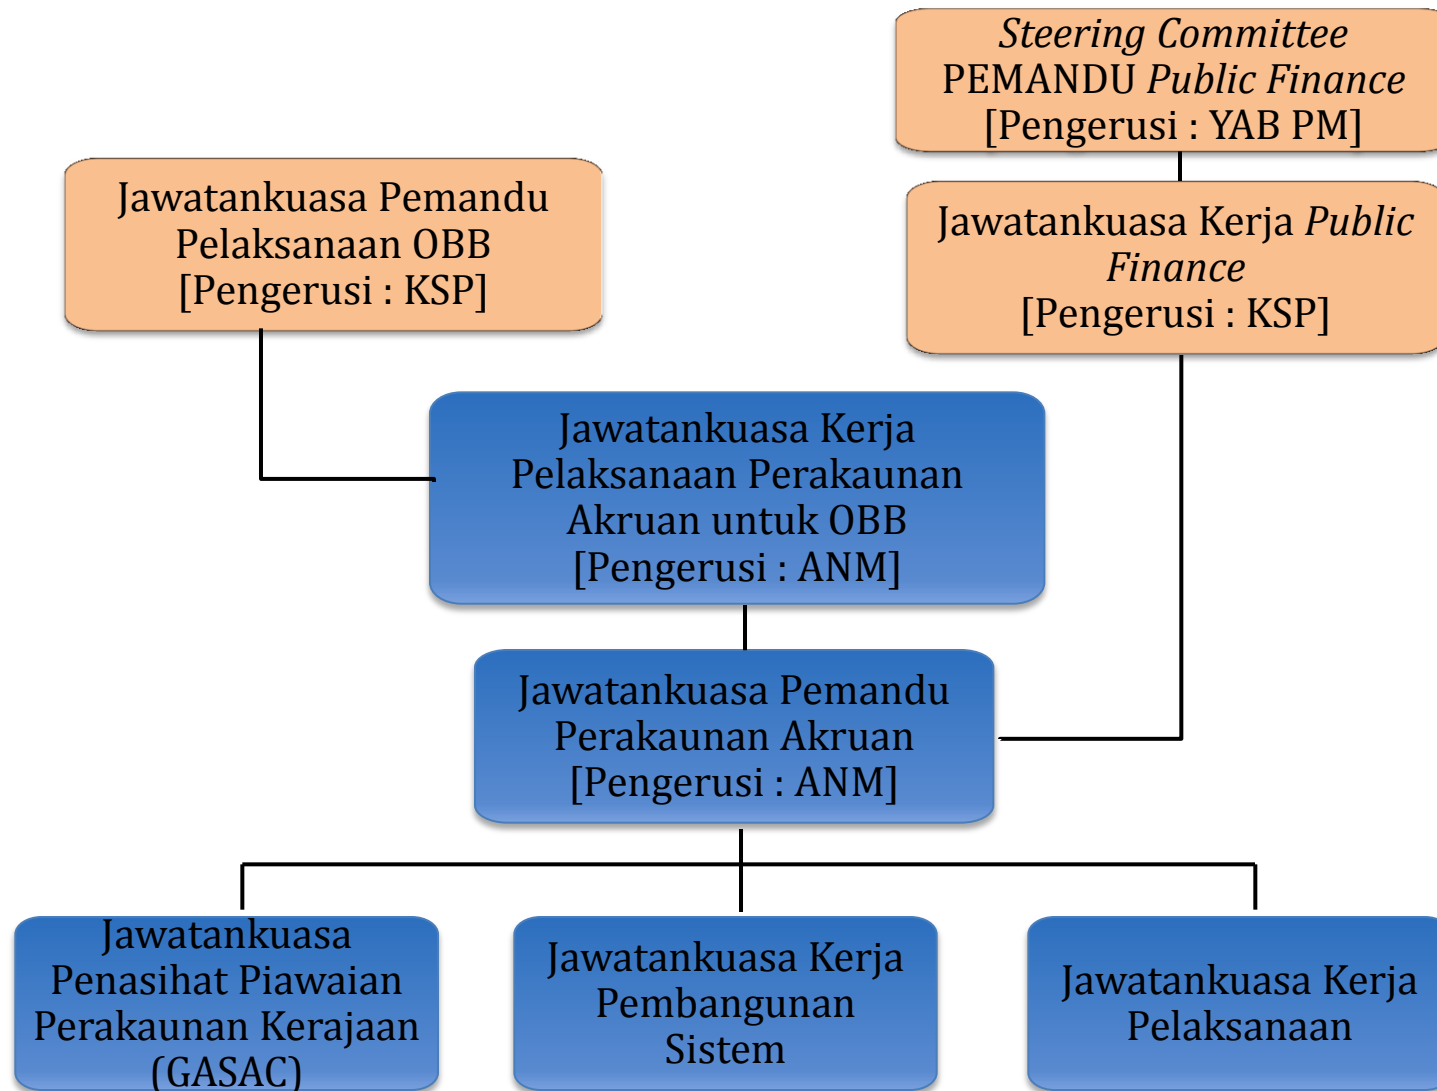 Steering Committee
PEMANDU Public Finance
[Pengerusi : YAB PM]
Jawatankuasa Pemandu
Pelaksanaan OBB
[Pengerusi : KSP]
Jawatankuasa Kerja Public
Finance
[Pengerusi : KSP]
Jawatankuasa Kerja
Pelaksanaan Perakaunan
Akruan untuk OBB
[Pengerusi : ANM]
Jawatankuasa Pemandu
Perakaunan Akruan
[Pengerusi : ANM]
Jawatankuasa
Penasihat Piawaian
Perakaunan Kerajaan
(GASAC)
Jawatankuasa Kerja
Pembangunan
Sistem
Jawatankuasa Kerja
Pelaksanaan